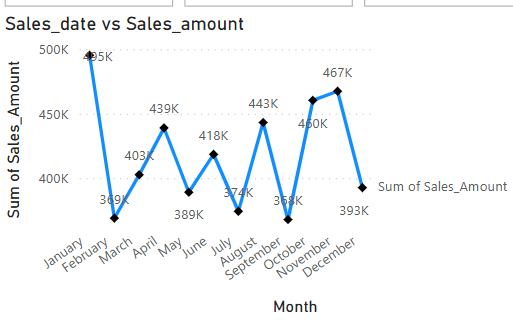 Sales_date vs Sales_amount
500K
450K
400K
Sum of Sales_Amount
495K
369K
403K
439K
389K
418K
374K
443K
368K
460K
467K
393K
Sum of Sales_Amount
January
February
March
April
May
June
July
August
September
October
November
December
Month